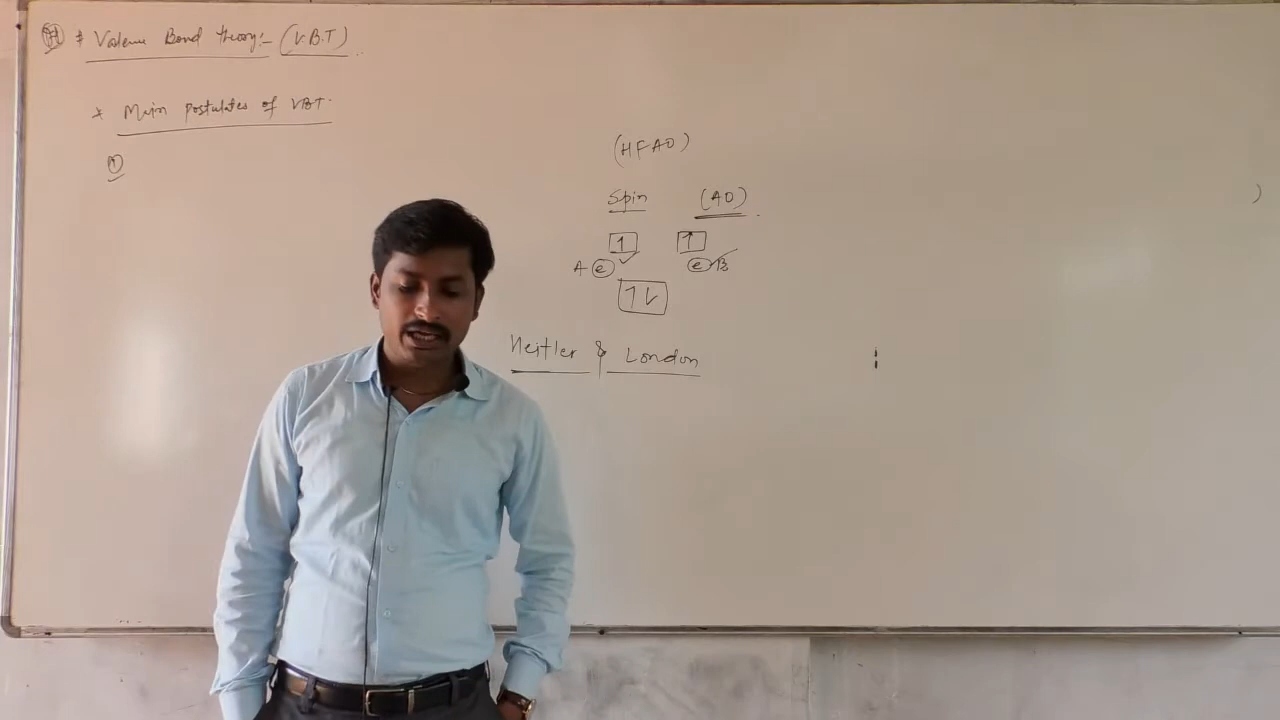 (H) * Valence Bond theory:- (V.B.T)
* Main postulates of VBT.
①
(HFAO)
Spin (AO)
↑ ↑
A e e B
↑↓
Heitler & London